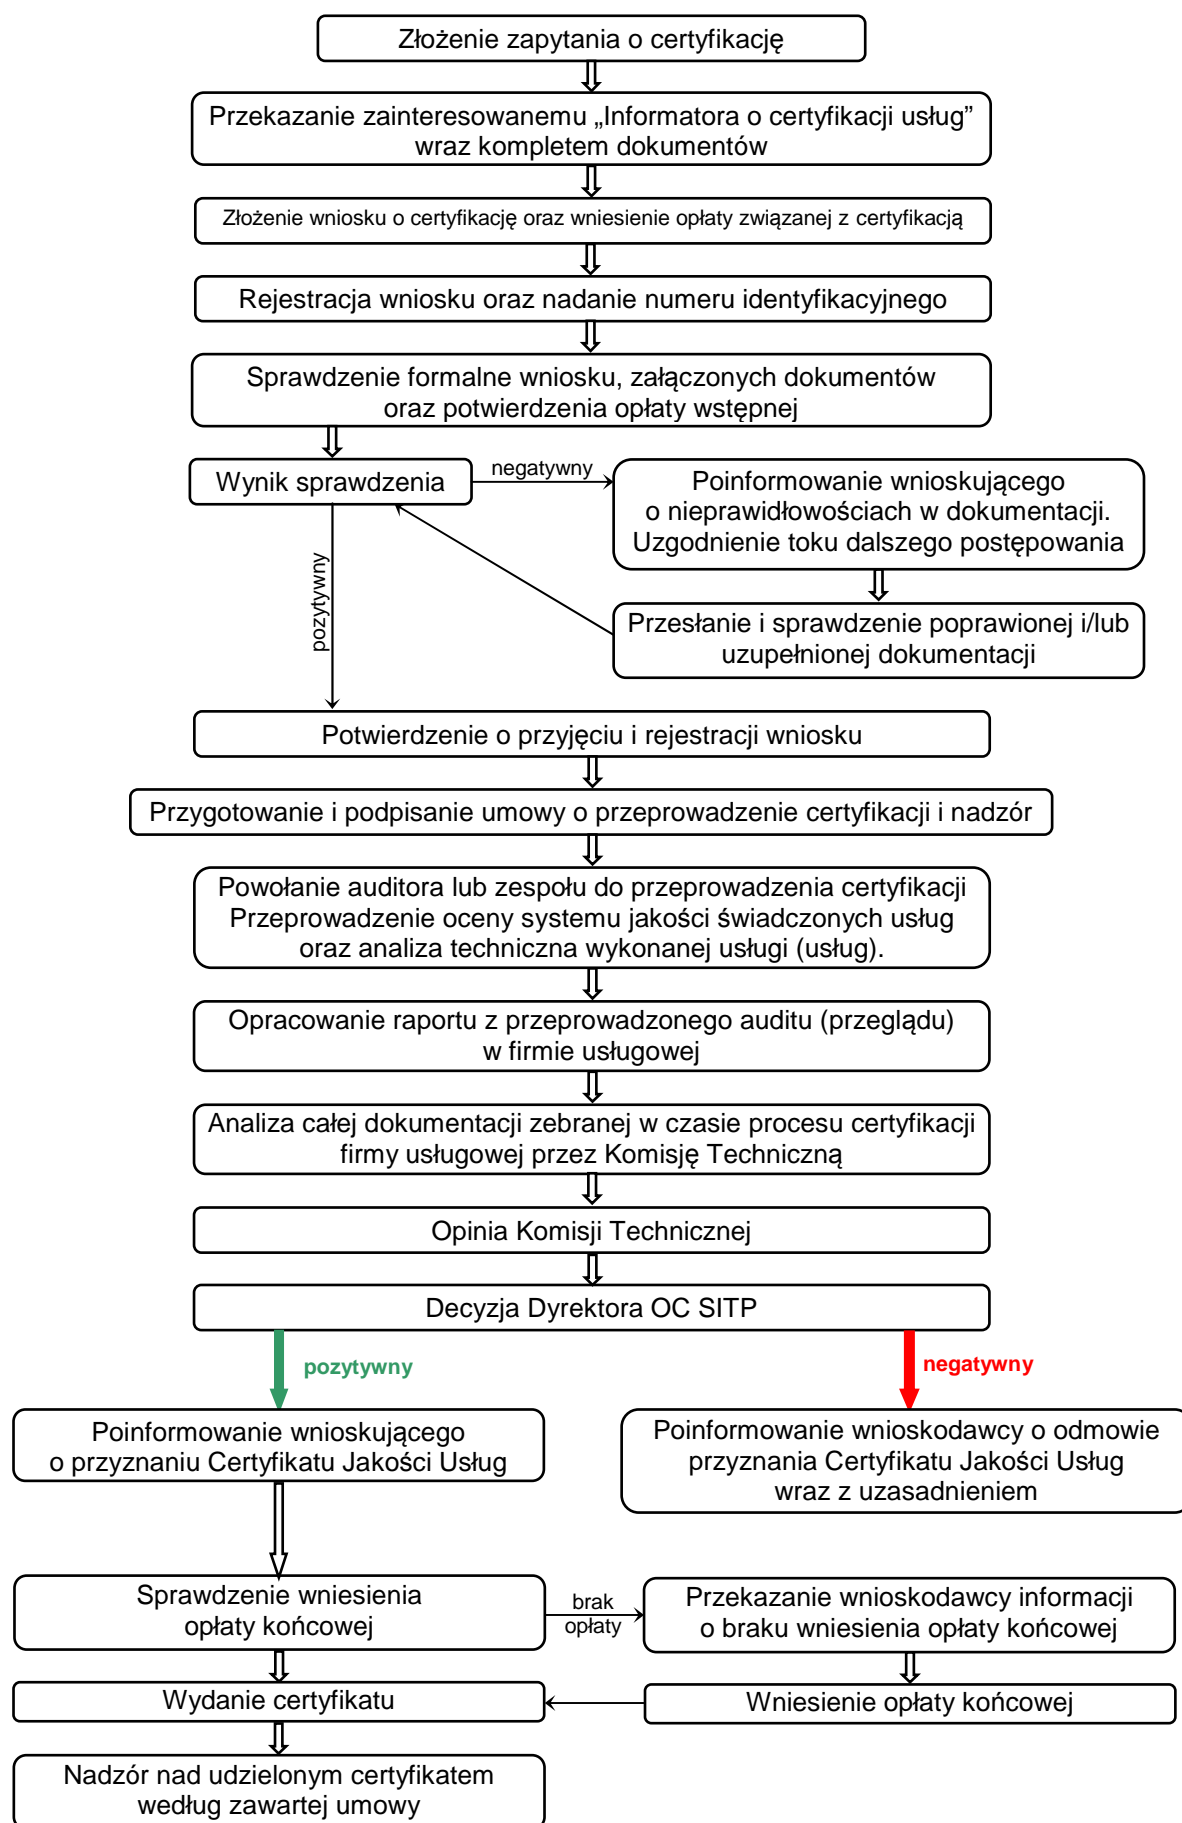 Złożenie zapytania o certyfikację
Przekazanie zainteresowanemu „Informatora o certyfikacji usług”
wraz kompletem dokumentów
Złożenie wniosku o certyfikację oraz wniesienie opłaty związanej z certyfikacją
Rejestracja wniosku oraz nadanie numeru identyfikacyjnego
Sprawdzenie formalne wniosku, załączonych dokumentów
oraz potwierdzenia opłaty wstępnej
Wynik sprawdzenia
negatywny
Poinformowanie wnioskującego
o nieprawidłowościach w dokumentacji.
Uzgodnienie toku dalszego postępowania
pozytywny
Przesłanie i sprawdzenie poprawionej i/lub
uzupełnionej dokumentacji
Potwierdzenie o przyjęciu i rejestracji wniosku
Przygotowanie i podpisanie umowy o przeprowadzenie certyfikacji i nadzór
Powołanie auditora lub zespołu do przeprowadzenia certyfikacji
Przeprowadzenie oceny systemu jakości świadczonych usług
oraz analiza techniczna wykonanej usługi (usług).
Opracowanie raportu z przeprowadzonego auditu (przeglądu)
w firmie usługowej
Analiza całej dokumentacji zebranej w czasie procesu certyfikacji
firmy usługowej przez Komisję Techniczną
Opinia Komisji Technicznej
Decyzja Dyrektora OC SITP
pozytywny
negatywny
Poinformowanie wnioskującego
o przyznaniu Certyfikatu Jakości Usług
Poinformowanie wnioskodawcy o odmowie
przyznania Certyfikatu Jakości Usług
wraz z uzasadnieniem
Sprawdzenie wniesienia
opłaty końcowej
brak
opłaty
Przekazanie wnioskodawcy informacji
o braku wniesienia opłaty końcowej
Wydanie certyfikatu
Wniesienie opłaty końcowej
Nadzór nad udzielonym certyfikatem
według zawartej umowy